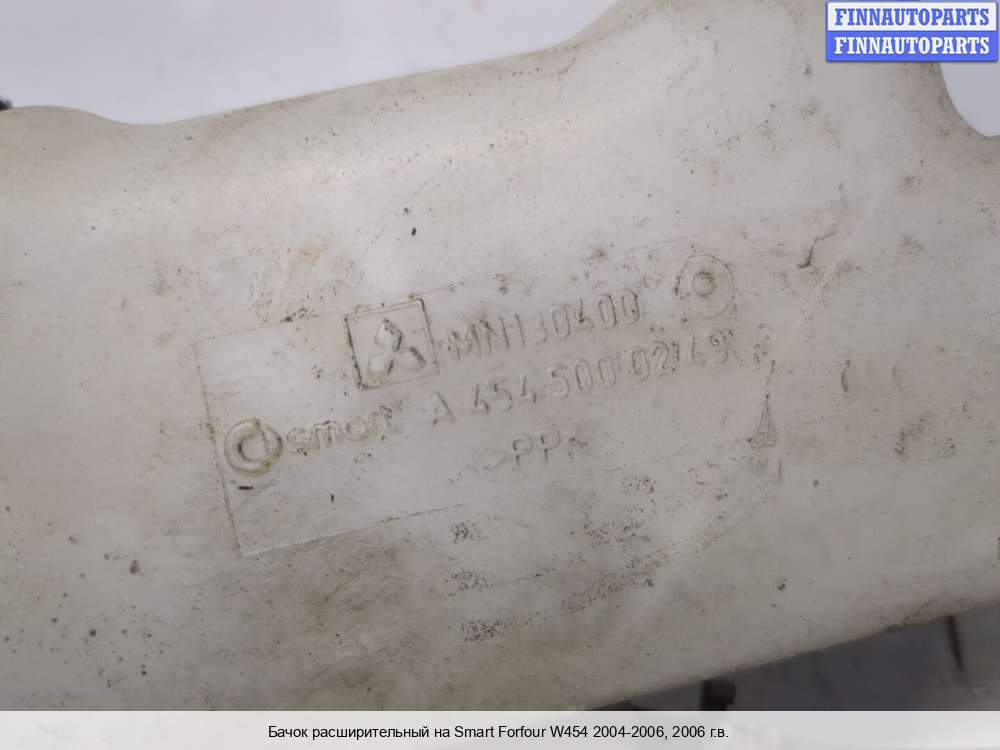 FINNAUTOPARTS
FINNAUTOPARTS
MN130400
smart A 454 500 02 49
>PP<
Бачок расширительный на Smart Forfour W454 2004-2006, 2006 г.в.